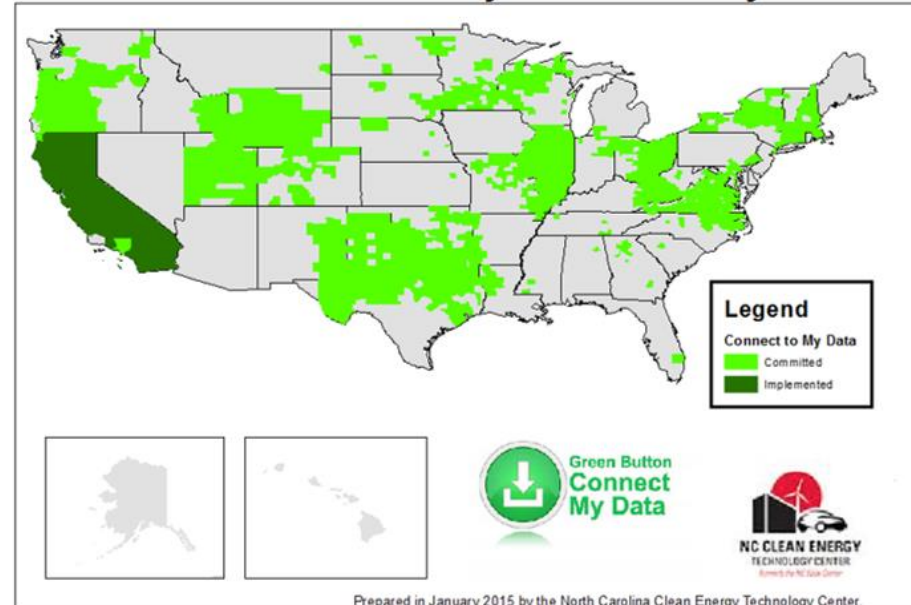 Legend
Connect to My Data
Committed
Implemented
Green Button
Connect
My Data
NC CLEAN ENERGY
TECHNOLOGY CENTER
Prepared in January 2015 by the North Carolina Clean Energy Technology Center.